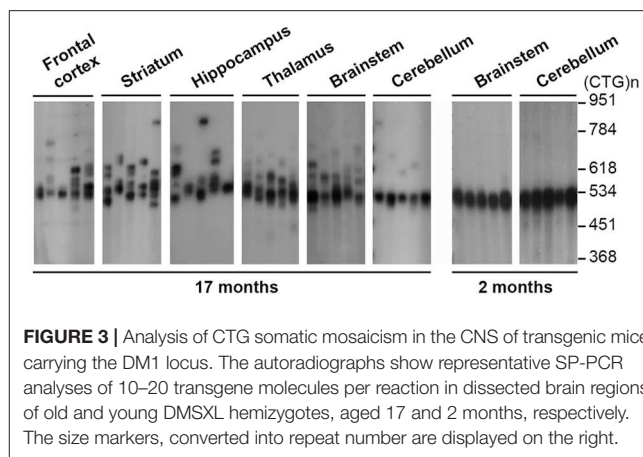 Frontal cortex
Striatum
Hippocampus
Thalamus
Brainstem
Cerebellum
Brainstem
Cerebellum
(CTG)n
951
784
618
534
451
368
17 months
2 months
FIGURE 3 | Analysis of CTG somatic mosaicism in the CNS of transgenic mice
carrying the DM1 locus. The autoradiographs show representative SP-PCR
analyses of 10–20 transgene molecules per reaction in dissected brain regions
of old and young DMSXL hemizygotes, aged 17 and 2 months, respectively.
The size markers, converted into repeat number are displayed on the right.